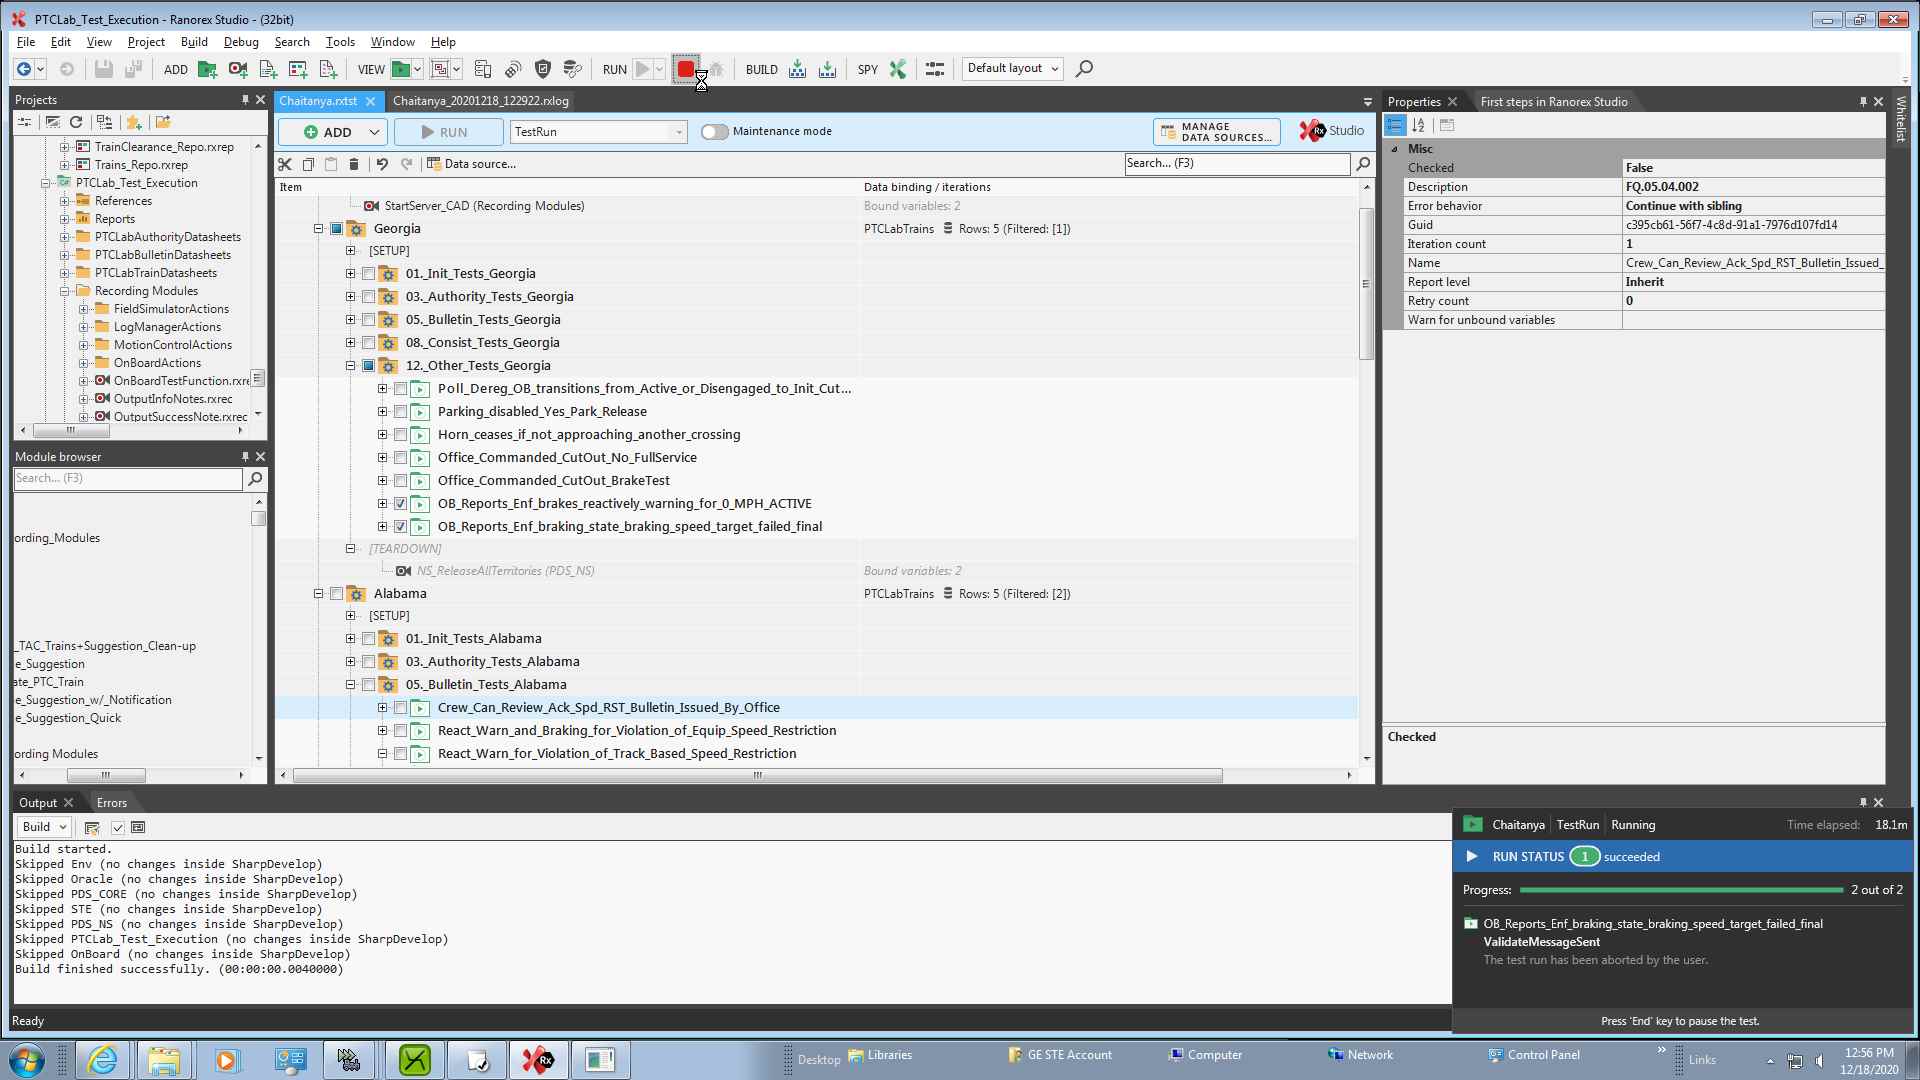 PTCLab_Test_Execution - Ranorex Studio - (32bit)
File Edit View Project Build Debug Search Tools Window Help
ADD VIEW RUN BUILD SPY Default layout
Projects
TrainClearance_Repo.rxrep
Trains_Repo.rxrep
PTCLab_Test_Execution
References
Reports
PTCLabAuthorityDatasheets
PTCLabBulletinDatasheets
PTCLabTrainDatasheets
Recording Modules
FieldSimulatorActions
LogManagerActions
MotionControlActions
OnBoardActions
OnBoardTestFunction.rxre
OutputInfoNotes.rxrec
OutputSuccessNote.rxrec
Module browser
Search... (F3)
ording_Modules
_TAC_Trains+Suggestion_Clean-up
e_Suggestion
ate_PTC_Train
e_Suggestion_w/_Notification
e_Suggestion_Quick
ording Modules
Chaitanya.rxtst Chaitanya_20201218_122922.rxlog
ADD RUN TestRun Maintenance mode MANAGE DATA SOURCES... Rx Studio
Data source... Search... (F3)
Item Data binding / iterations
StartServer_CAD (Recording Modules) Bound variables: 2
Georgia PTCLabTrains Rows: 5 (Filtered: [1])
[SETUP]
01._Init_Tests_Georgia
03._Authority_Tests_Georgia
05._Bulletin_Tests_Georgia
08._Consist_Tests_Georgia
12._Other_Tests_Georgia
Poll_Dereg_OB_transitions_from_Active_or_Disengaged_to_Init_Cut...
Parking_disabled_Yes_Park_Release
Horn_ceases_if_not_approaching_another_crossing
Office_Commanded_CutOut_No_FullService
Office_Commanded_CutOut_BrakeTest
OB_Reports_Enf_brakes_reactively_warning_for_0_MPH_ACTIVE
OB_Reports_Enf_braking_state_braking_speed_target_failed_final
[TEARDOWN]
NS_ReleaseAllTerritories (PDS_NS) Bound variables: 2
Alabama PTCLabTrains Rows: 5 (Filtered: [2])
[SETUP]
01._Init_Tests_Alabama
03._Authority_Tests_Alabama
05._Bulletin_Tests_Alabama
Crew_Can_Review_Ack_Spd_RST_Bulletin_Issued_By_Office
React_Warn_and_Braking_for_Violation_of_Equip_Speed_Restriction
React_Warn_for_Violation_of_Track_Based_Speed_Restriction
Properties First steps in Ranorex Studio
Whitelist
Misc
Checked False
Description FQ.05.04.002
Error behavior Continue with sibling
Guid c395cb61-56f7-4c8d-91a1-7976d107fd14
Iteration count 1
Name Crew_Can_Review_Ack_Spd_RST_Bulletin_Issued_
Report level Inherit
Retry count 0
Warn for unbound variables
Checked
Output Errors
Build
Build started.
Skipped Env (no changes inside SharpDevelop)
Skipped Oracle (no changes inside SharpDevelop)
Skipped PDS_CORE (no changes inside SharpDevelop)
Skipped STE (no changes inside SharpDevelop)
Skipped PDS_NS (no changes inside SharpDevelop)
Skipped PTCLab_Test_Execution (no changes inside SharpDevelop)
Skipped OnBoard (no changes inside SharpDevelop)
Build finished successfully. (00:00:00.0040000)
Ready
Chaitanya TestRun Running Time elapsed: 18.1m
RUN STATUS 1 succeeded
Progress: 2 out of 2
OB_Reports_Enf_braking_state_braking_speed_target_failed_final
ValidateMessageSent
The test run has been aborted by the user.
Press 'End' key to pause the test.
Desktop Libraries GE STE Account Computer Network Control Panel Links
12:56 PM
12/18/2020